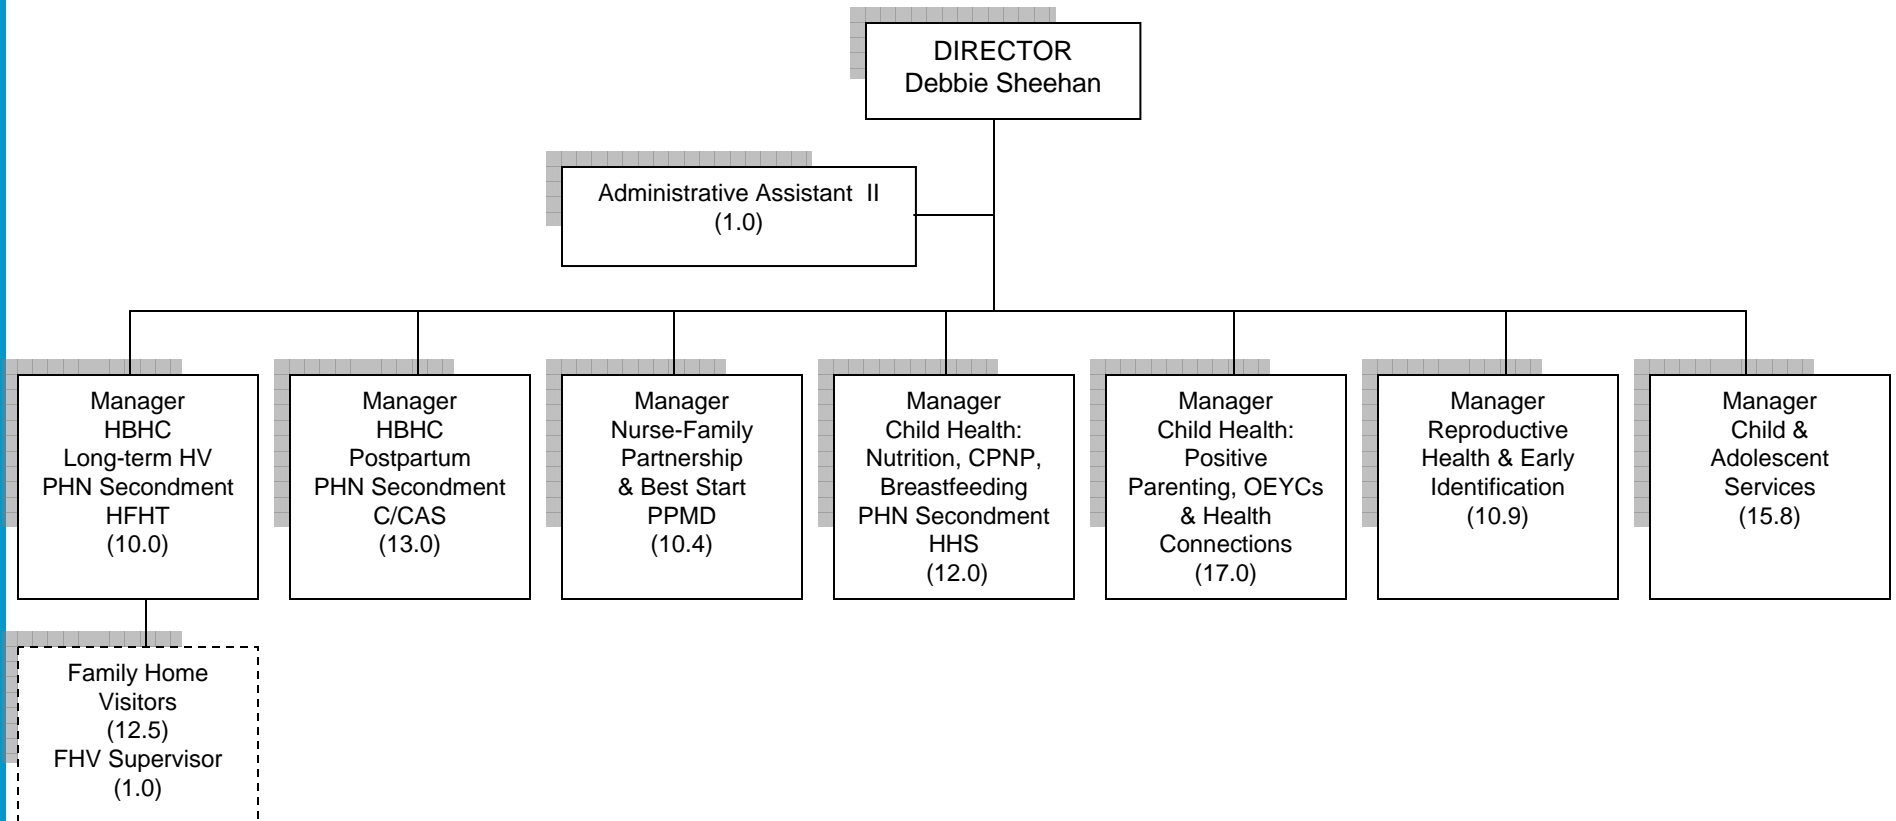 DIRECTOR
Debbie Sheehan
Administrative Assistant  II
(1.0)
Manager
HBHC
Long-term HV
PHN Secondment
HFHT
(10.0)
Manager
HBHC
Postpartum
PHN Secondment
C/CAS
(13.0)
Manager
Nurse-Family
Partnership
& Best Start
PPMD
(10.4)
Manager
Child Health:
Nutrition, CPNP,
Breastfeeding
PHN Secondment
HHS
(12.0)
Manager
Child Health:
Positive
Parenting, OEYCs
& Health
Connections
(17.0)
Manager
Reproductive
Health & Early
Identification
(10.9)
Manager
Child &
Adolescent
Services
(15.8)
Family Home
Visitors
(12.5)
FHV Supervisor
(1.0)